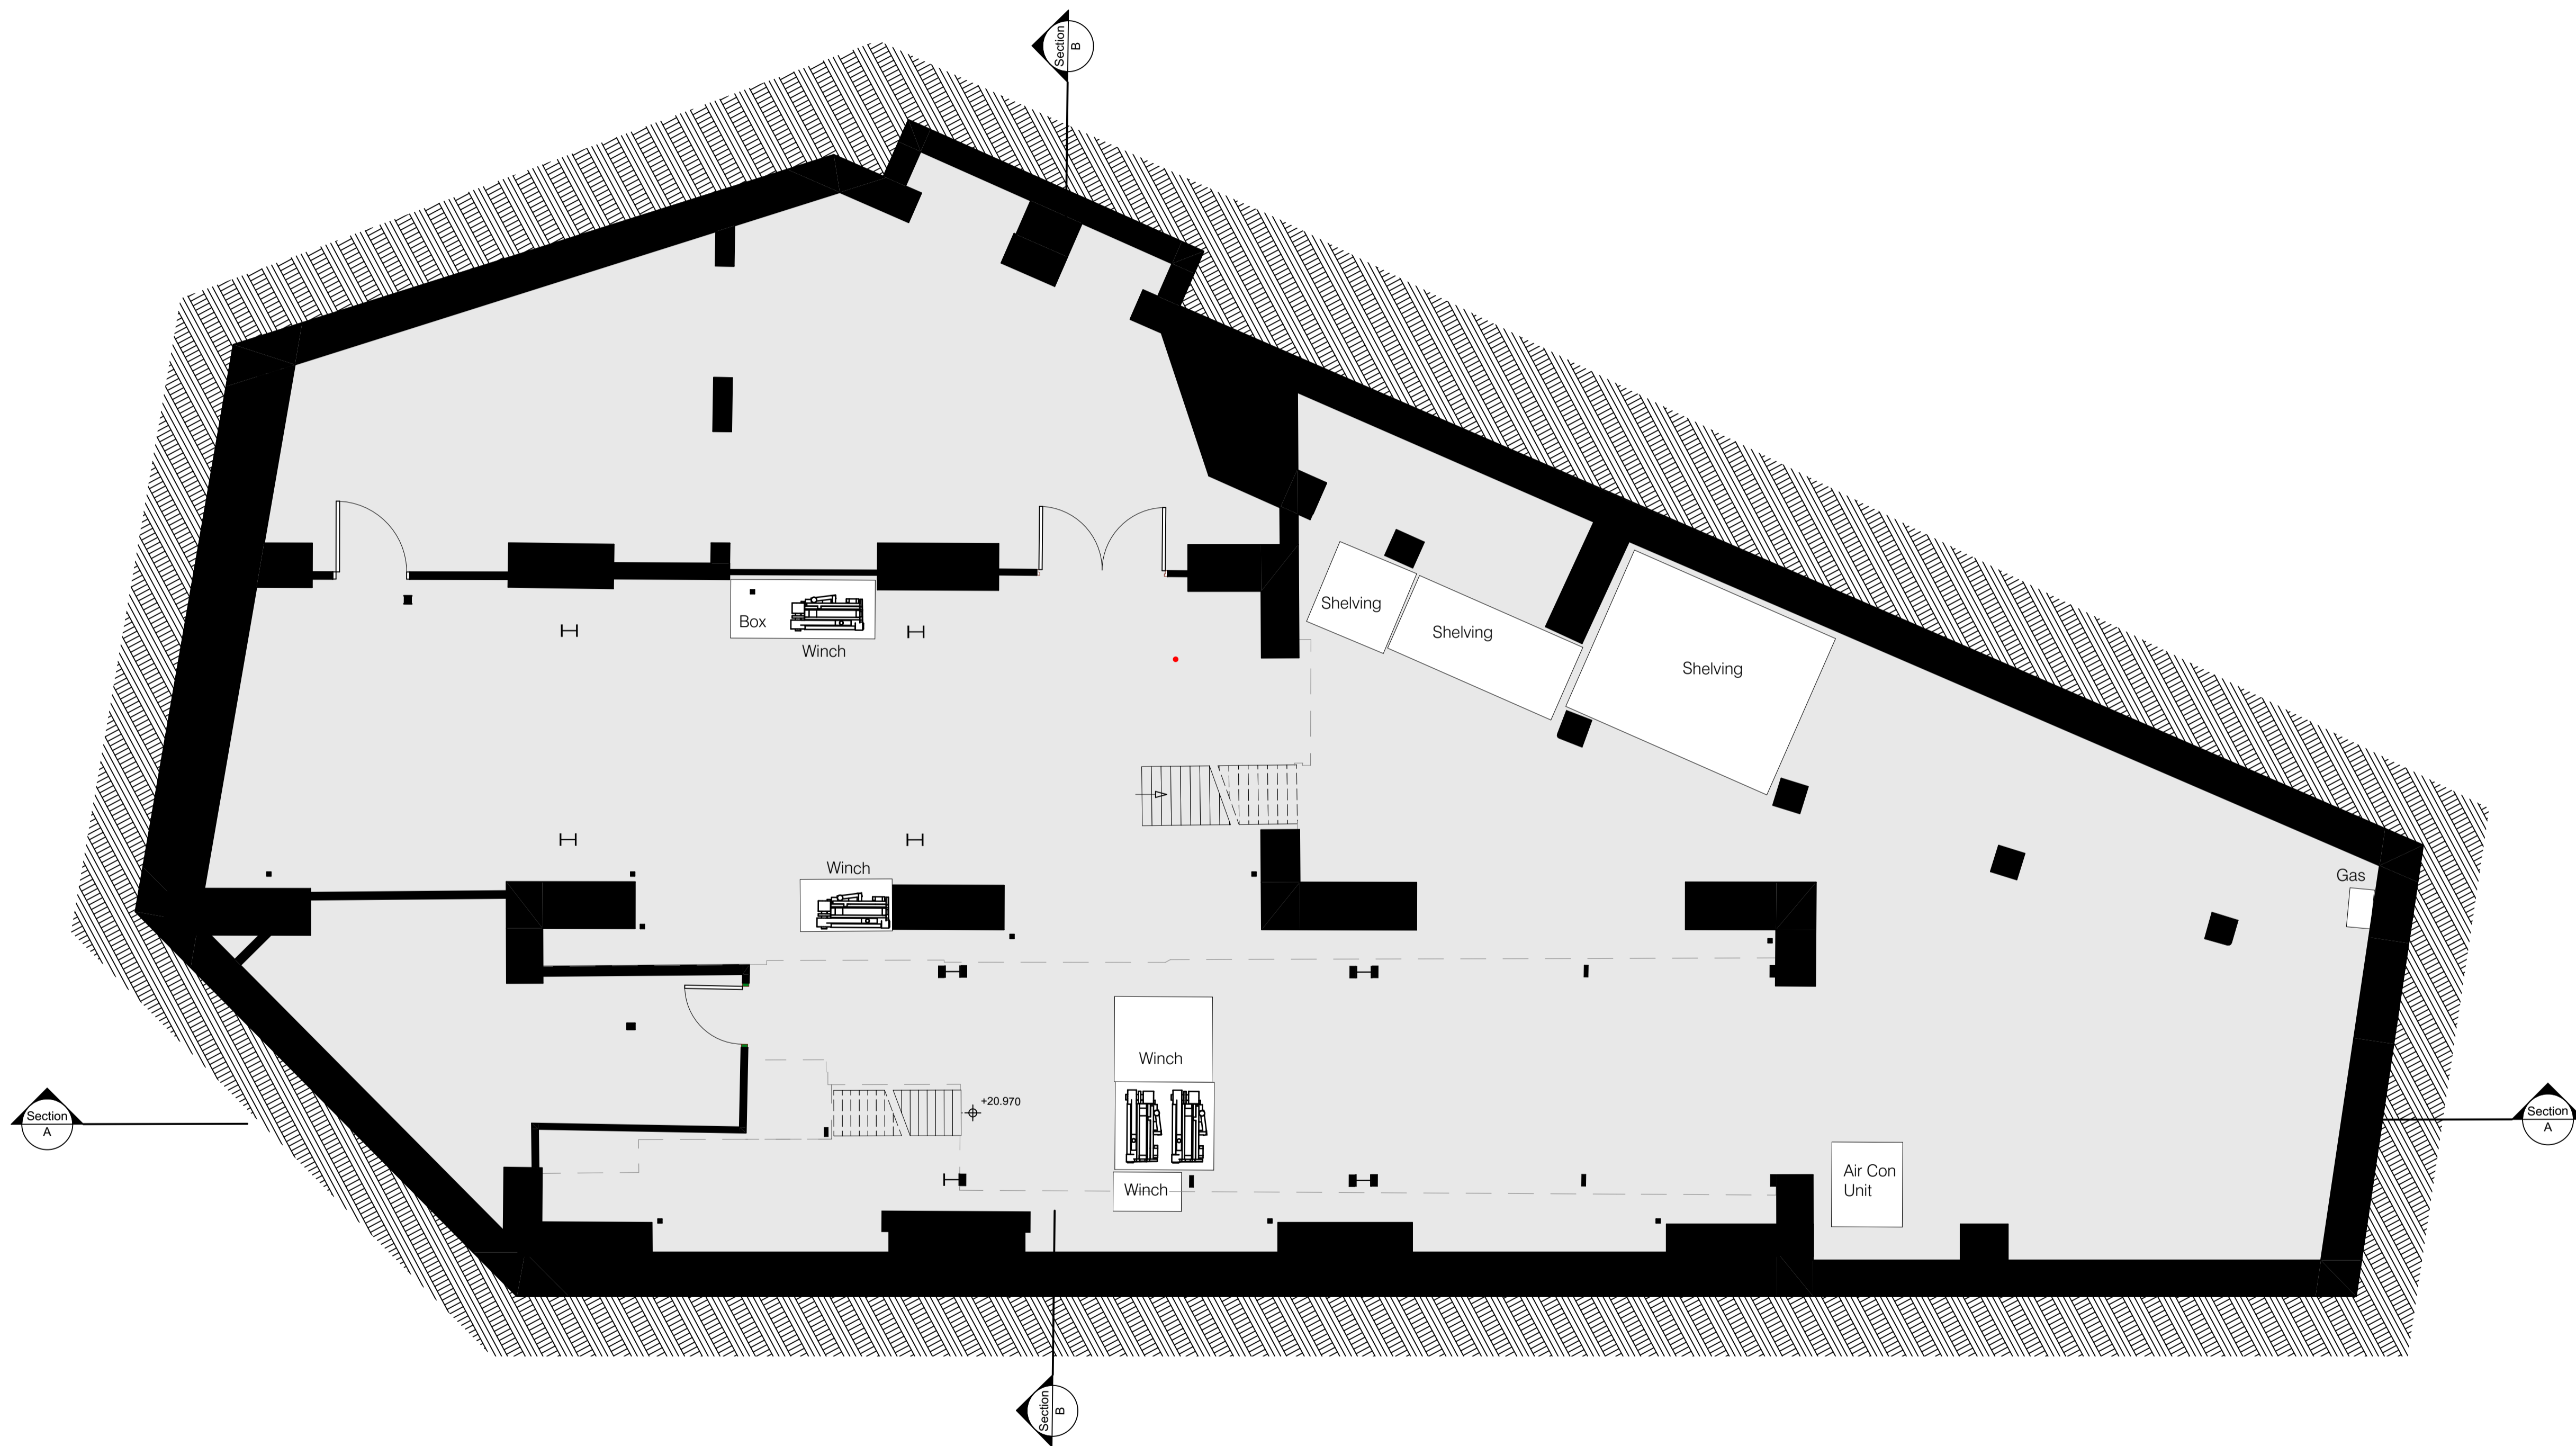 Section
B
Shelving
Box
Shelving
Winch
Shelving
Winch
Gas
Winch
+20.970
Section
A
Section
A
Air Con
Unit
Winch
Section
B